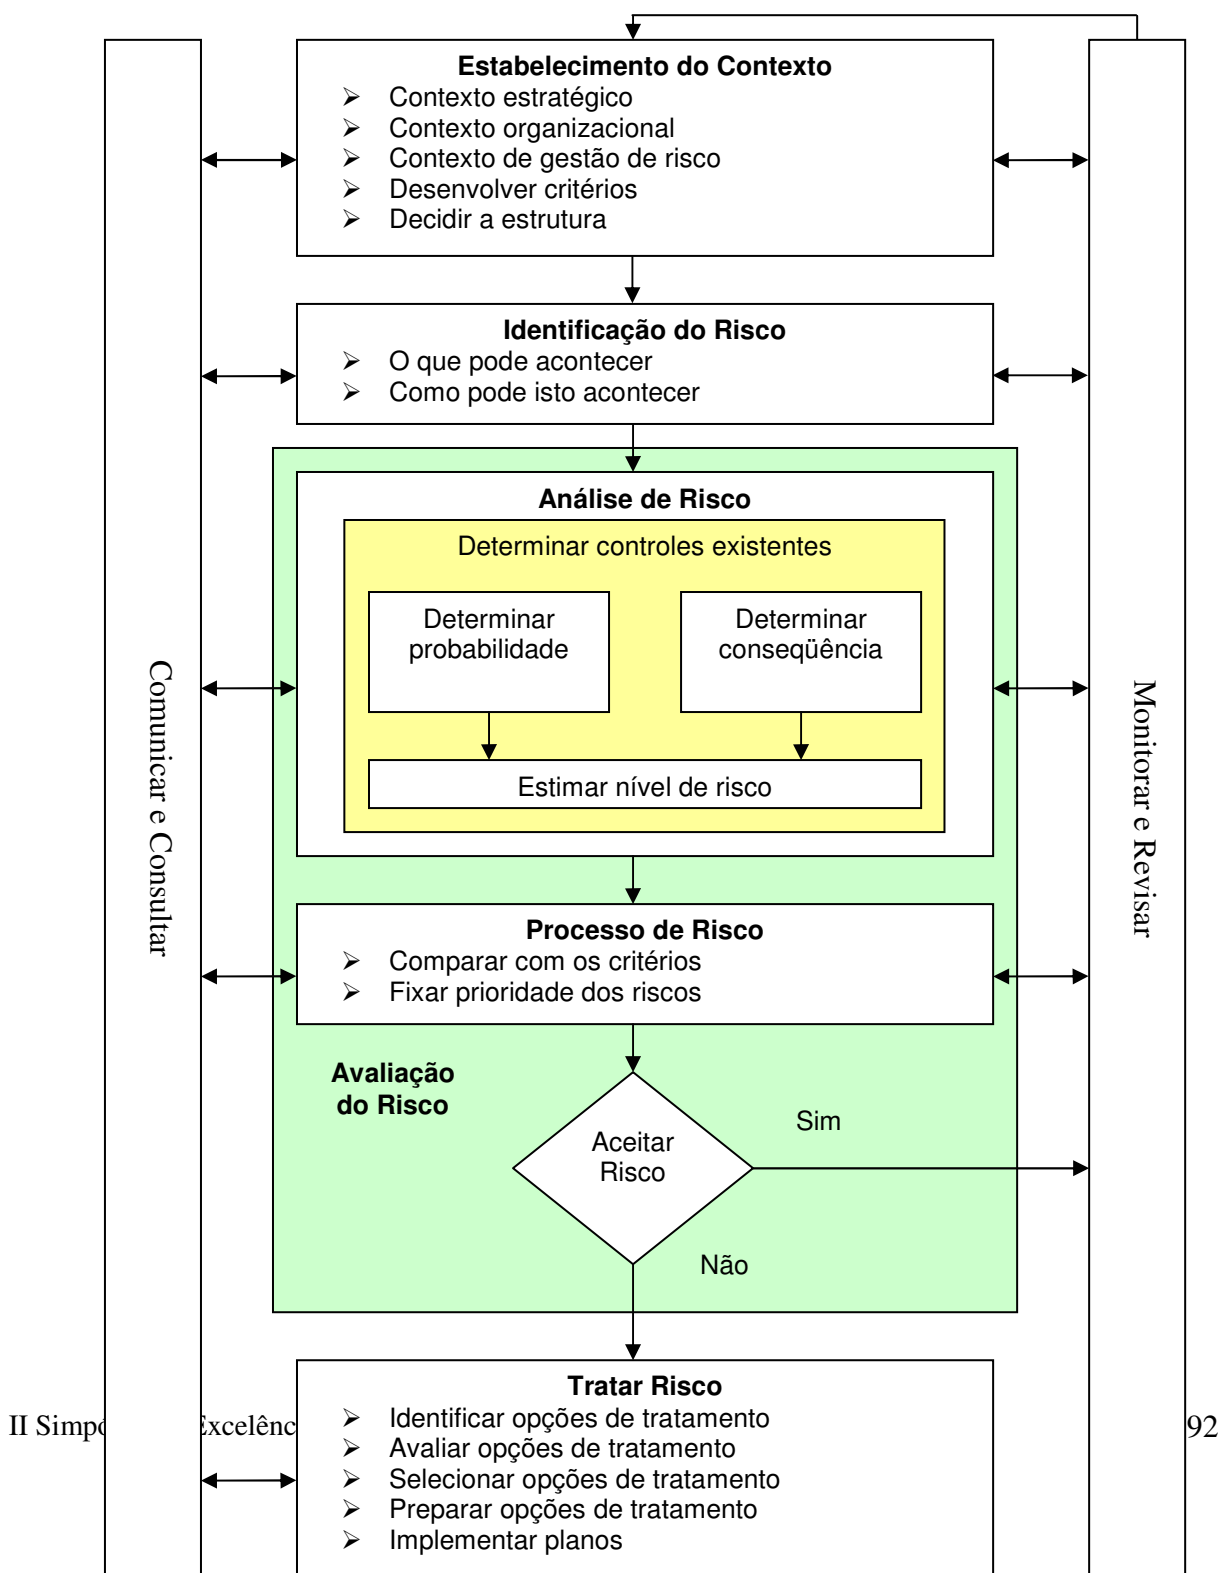 Estabelecimento do Contexto
➢ Contexto estratégico
➢ Contexto organizacional
➢ Contexto de gestão de risco
➢ Desenvolver critérios
➢ Decidir a estrutura
Identificação do Risco
➢ O que pode acontecer
➢ Como pode isto acontecer
Análise de Risco
Determinar controles existentes
Determinar
probabilidade
Determinar
conseqüência
Estimar nível de risco
Comunicar e Consultar
Monitorar e Revisar
Processo de Risco
➢ Comparar com os critérios
➢ Fixar prioridade dos riscos
Avaliação
do Risco
Aceitar
Risco
Sim
Não
Tratar Risco
➢ Identificar opções de tratamento
➢ Avaliar opções de tratamento
➢ Selecionar opções de tratamento
➢ Preparar opções de tratamento
➢ Implementar planos
II 92